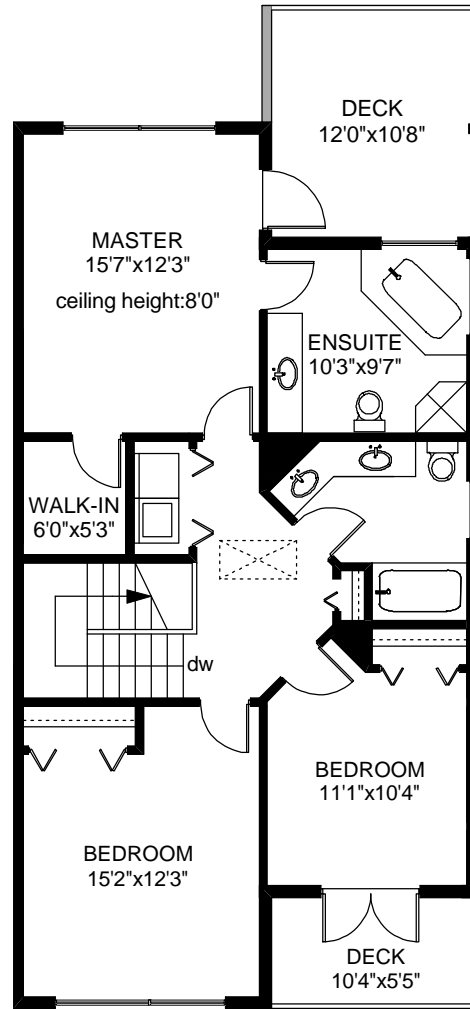 DECK
12'0"x10'8"
MASTER
15'7"x12'3"
ceiling height:8'0"
ENSUITE
10'3"x9'7"
WALK-IN
6'0"x5'3"
dw
BEDROOM
11'1"x10'4"
BEDROOM
15'2"x12'3"
DECK
10'4"x5'5"